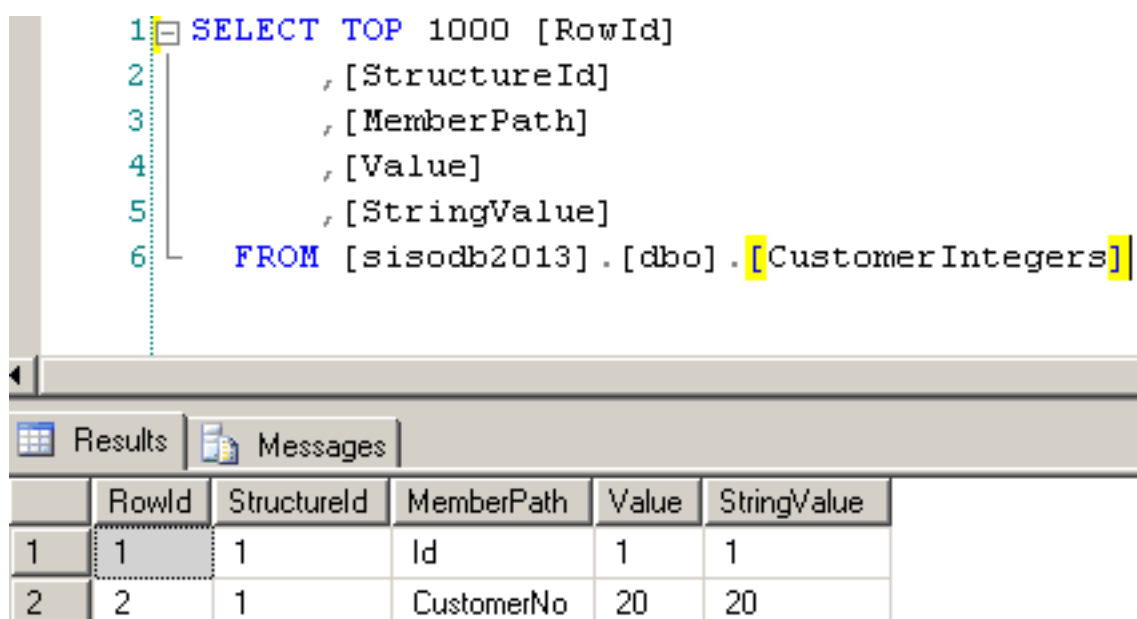 1 SELECT TOP 1000 [RowId]
2 ,[StructureId]
3 ,[MemberPath]
4 ,[Value]
5 ,[StringValue]
6 FROM [sisodb2013].[dbo].[CustomerIntegers]
Results Messages
RowId StructureId MemberPath Value StringValue
1 1 1 Id 1 1
2 2 1 CustomerNo 20 20